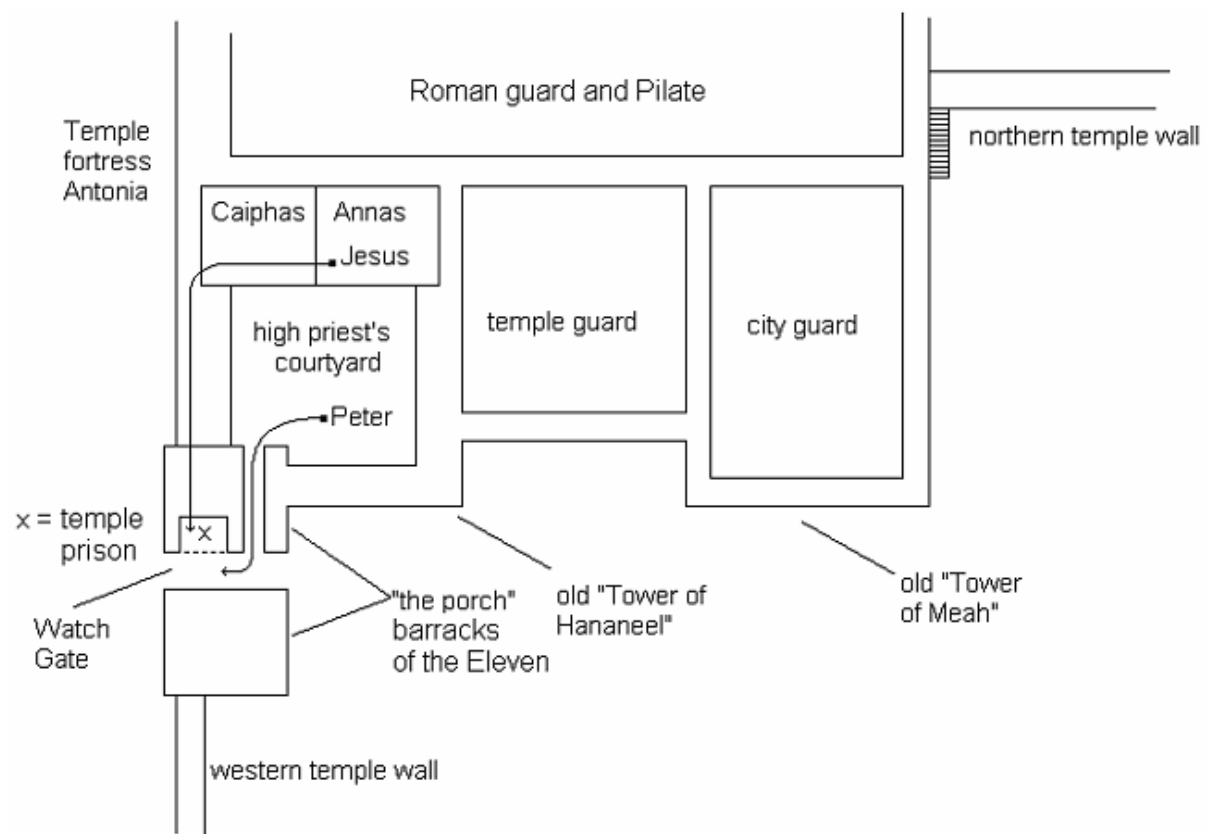 Roman guard and Pilate
Temple
fortress
Antonia
northern temple wall
Caiphas
Annas
Jesus
high priest's
courtyard
temple guard
city guard
Peter
x = temple
prison
x
Watch
Gate
"the porch"
barracks
of the Eleven
old "Tower of
Hananeel"
old "Tower
of Meah"
western temple wall